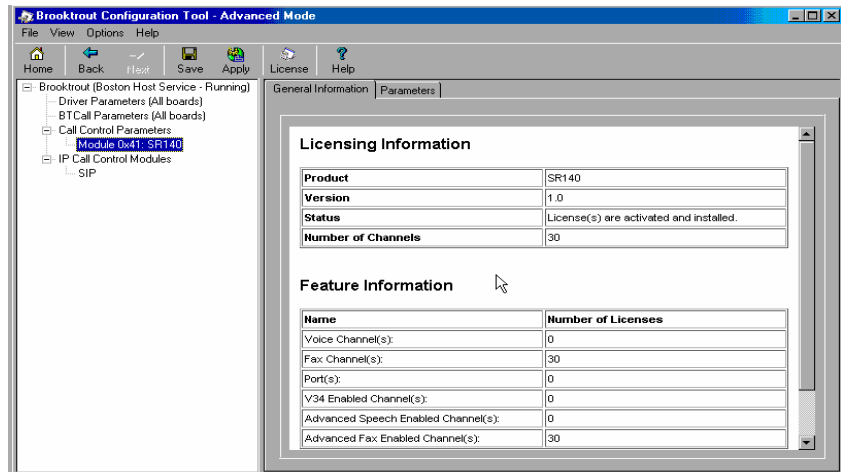 Brooktrout Configuration Tool - Advanced Mode
File View Options Help
Home Back Next Save Apply License Help
Brooktrout (Boston Host Service - Running)
Driver Parameters (All boards)
BTCall Parameters (All boards)
Call Control Parameters
Module 0x41: SR140
IP Call Control Modules
SIP
General Information Parameters
Licensing Information
Product SR140
Version 1.0
Status License(s) are activated and installed.
Number of Channels 30
Feature Information
Name Number of Licenses
Voice Channel(s): 0
Fax Channel(s): 30
Port(s): 0
V34 Enabled Channel(s): 0
Advanced Speech Enabled Channel(s): 0
Advanced Fax Enabled Channel(s): 30